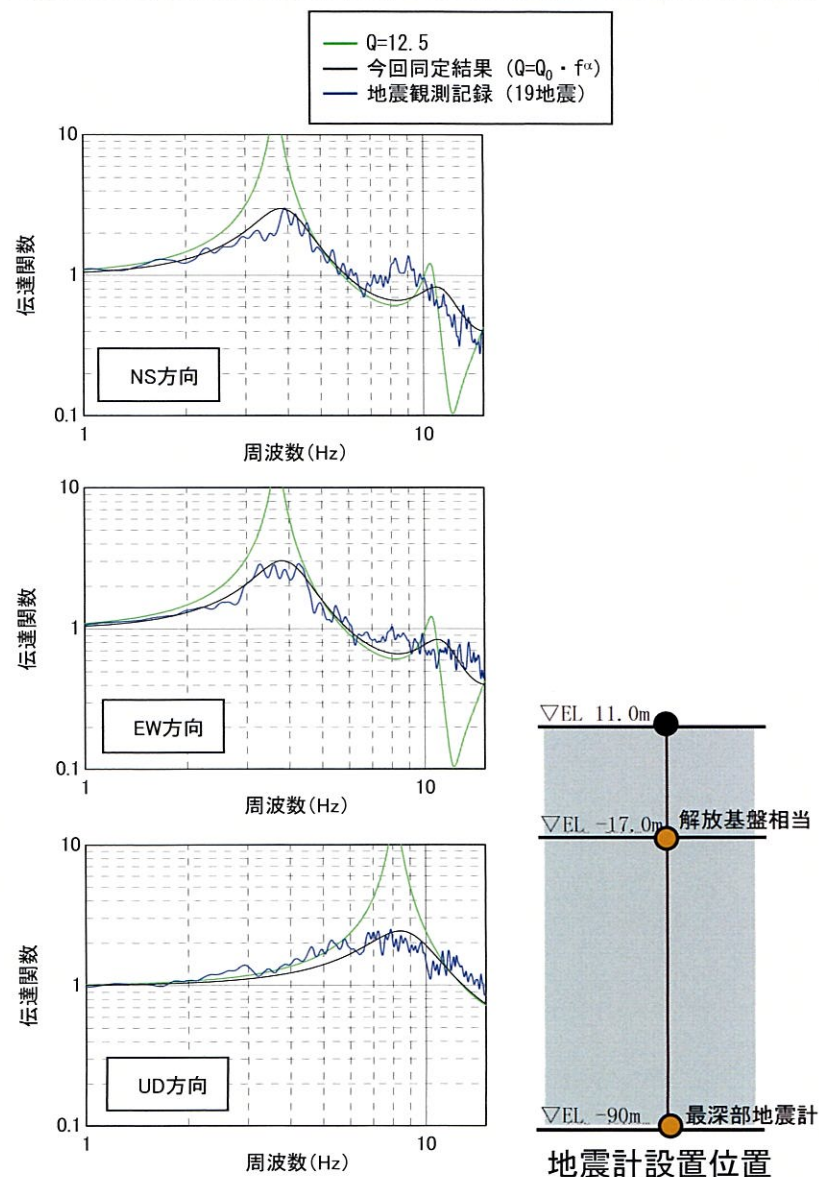 Q=12.5
今回同定結果（Q=Q₀・fᵅ）
地震観測記録（19地震）
10
1
0.1
伝達関数
NS方向
1
10
周波数(Hz)
10
1
0.1
伝達関数
EW方向
1
10
周波数(Hz)
10
1
0.1
伝達関数
UD方向
1
10
周波数(Hz)
▽EL 11.0m
▽EL -17.0m
解放基盤相当
▽EL -90m
最深部地震計
地震計設置位置